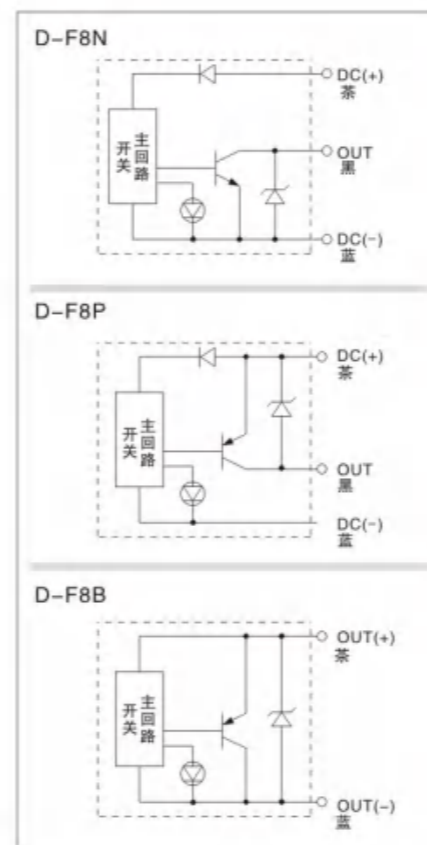 D-F8N
DC(+)
茶
开关
主回路
OUT
黑
DC(-)
蓝
D-F8P
DC(+)
茶
开关
主回路
OUT
黑
DC(-)
蓝
D-F8B
OUT(+)
茶
开关
主回路
OUT(-)
蓝